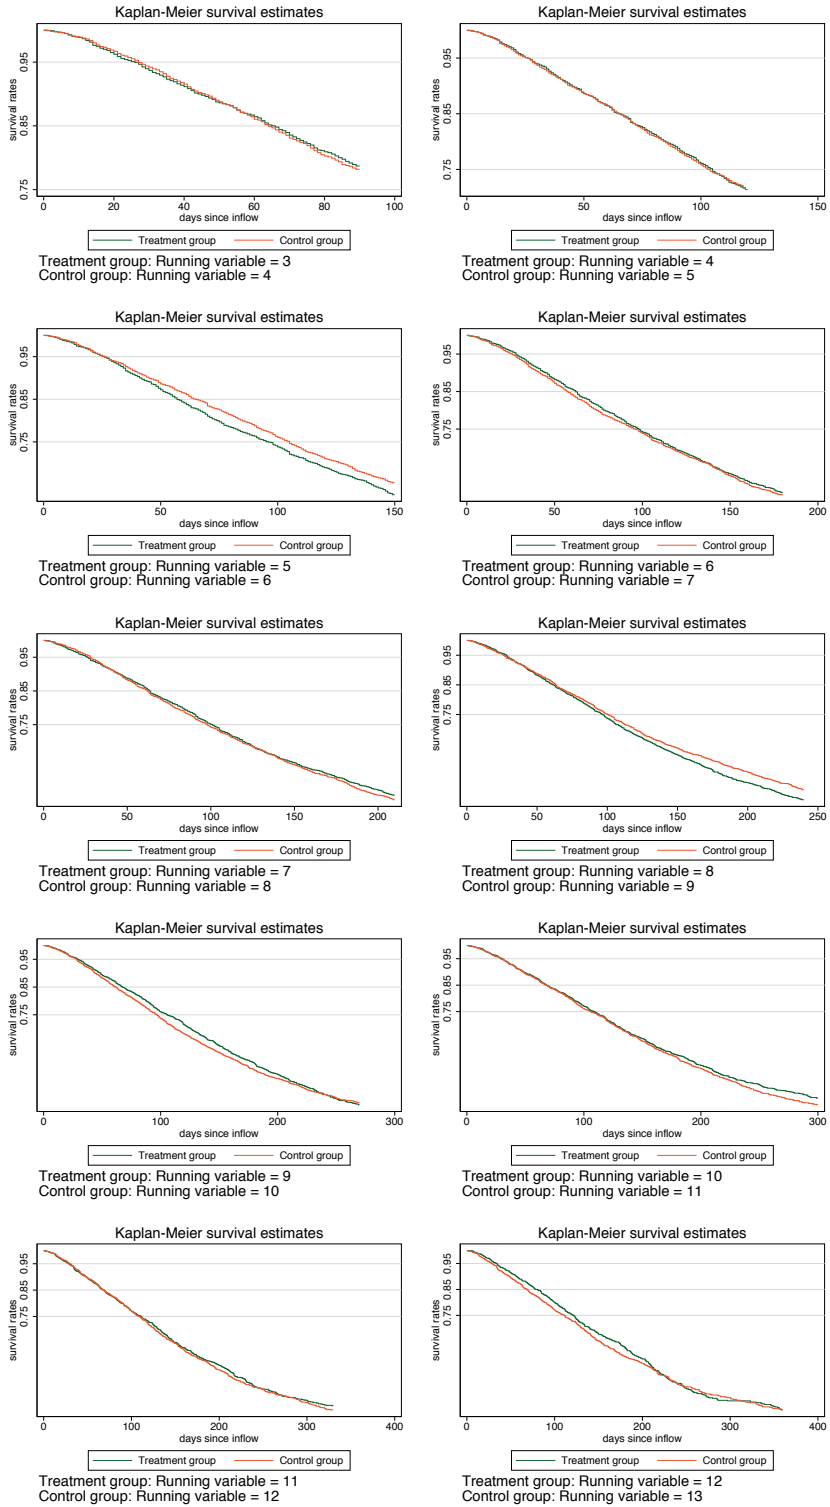 Kaplan-Meier survival estimates
survival rates
0.95
0.85
0.75
0 20 40 60 80 100
days since inflow
Treatment group Control group
Treatment group: Running variable = 3
Control group: Running variable = 4
Kaplan-Meier survival estimates
survival rates
0.95
0.85
0.75
0 50 100 150
days since inflow
Treatment group Control group
Treatment group: Running variable = 4
Control group: Running variable = 5
Kaplan-Meier survival estimates
survival rates
0.95
0.85
0.75
0 50 100 150
days since inflow
Treatment group Control group
Treatment group: Running variable = 5
Control group: Running variable = 6
Kaplan-Meier survival estimates
survival rates
0.95
0.85
0.75
0 50 100 150 200
days since inflow
Treatment group Control group
Treatment group: Running variable = 6
Control group: Running variable = 7
Kaplan-Meier survival estimates
survival rates
0.95
0.85
0.75
0 50 100 150 200
days since inflow
Treatment group Control group
Treatment group: Running variable = 7
Control group: Running variable = 8
Kaplan-Meier survival estimates
survival rates
0.95
0.85
0.75
0 50 100 150 200 250
days since inflow
Treatment group Control group
Treatment group: Running variable = 8
Control group: Running variable = 9
Kaplan-Meier survival estimates
survival rates
0.95
0.85
0.75
0 100 200 300
days since inflow
Treatment group Control group
Treatment group: Running variable = 9
Control group: Running variable = 10
Kaplan-Meier survival estimates
survival rates
0.95
0.85
0.75
0 100 200 300
days since inflow
Treatment group Control group
Treatment group: Running variable = 10
Control group: Running variable = 11
Kaplan-Meier survival estimates
survival rates
0.95
0.85
0.75
0 100 200 300 400
days since inflow
Treatment group Control group
Treatment group: Running variable = 11
Control group: Running variable = 12
Kaplan-Meier survival estimates
survival rates
0.95
0.85
0.75
0 100 200 300 400
days since inflow
Treatment group Control group
Treatment group: Running variable = 12
Control group: Running variable = 13